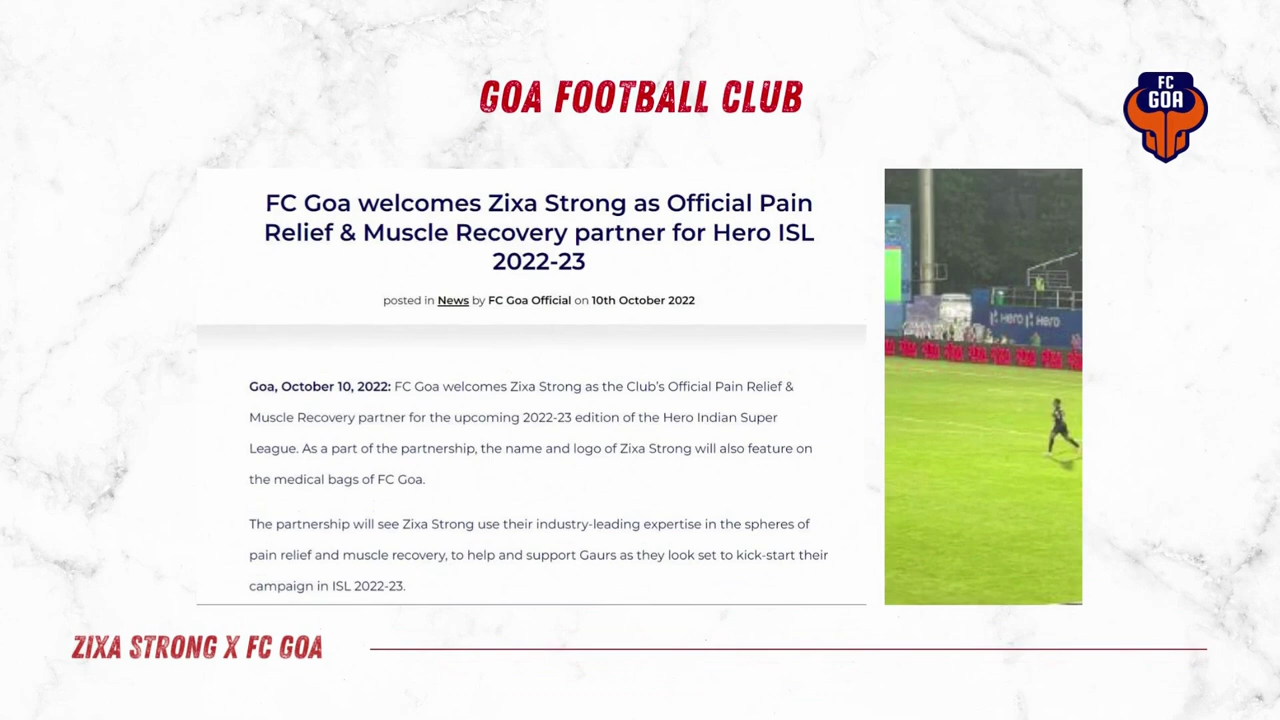 GOA FOOTBALL CLUB
FC
GOA
FC Goa welcomes Zixa Strong as Official Pain
Relief & Muscle Recovery partner for Hero ISL
2022-23
posted in News by FC Goa Official on 10th October 2022
Hero Hero
Goa, October 10, 2022: FC Goa welcomes Zixa Strong as the Club's Official Pain Relief &
Muscle Recovery partner for the upcoming 2022-23 edition of the Hero Indian Super
League. As a part of the partnership, the name and logo of Zixa Strong will also feature on
the medical bags of FC Goa.
The partnership will see Zixa Strong use their industry-leading expertise in the spheres of
pain relief and muscle recovery, to help and support Gaurs as they look set to kick-start their
campaign in ISL 2022-23.
ZIXA STRONG X FC GOA